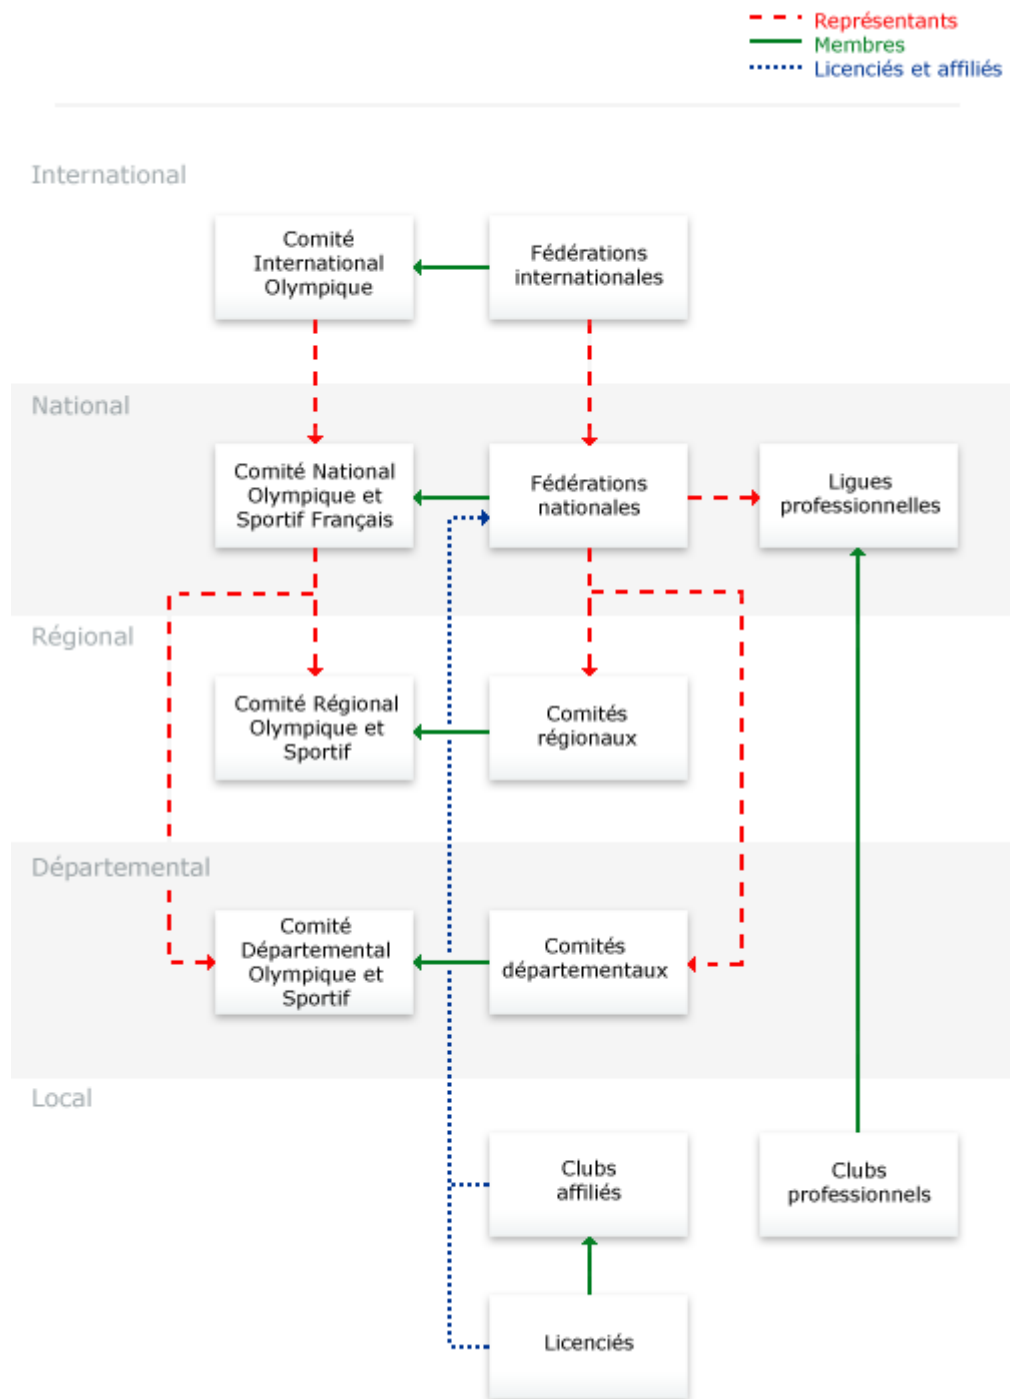 Représentants
Membres
Licenciés et affiliés
International
Comité
International
Olympique
Fédérations
internationales
National
Comité National
Olympique et
Sportif Français
Fédérations
nationales
Ligues
professionnelles
Régional
Comité Régional
Olympique et
Sportif
Comités
régionaux
Départemental
Comité
Départemental
Olympique et
Sportif
Comités
départementaux
Local
Clubs
affiliés
Clubs
professionnels
Licenciés